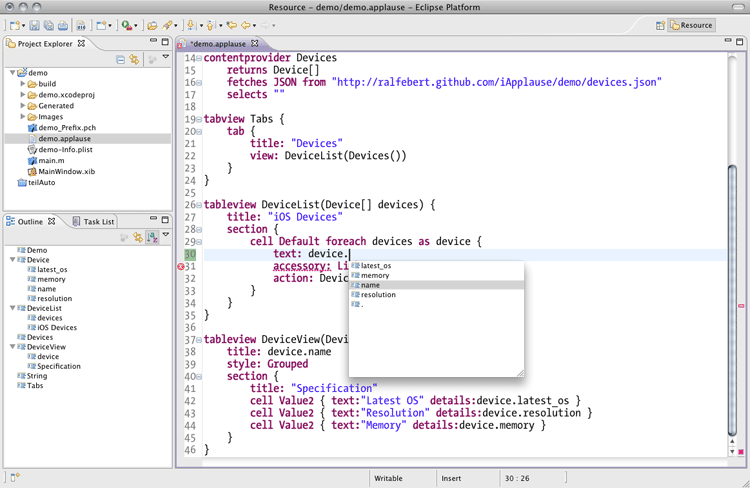 Resource - demo/demo.applause - Eclipse Platform
Resource
Project Explorer
demo
build
demo.xcodeproj
Generated
Images
demo_Prefix.pch
demo.applause
demo-Info.plist
main.m
MainWindow.xib
teilAuto
Outline
Task List
Demo
Device
latest_os
memory
name
resolution
DeviceList
devices
iOS Devices
Devices
DeviceView
device
Specification
String
Tabs
*demo.applause
14 contentprovider Devices
15 returns Device[]
16 fetches JSON from "http://ralfebert.github.com/iApplause/demo/devices.json"
17 selects ""
18
19 tabview Tabs {
20 tab {
21 title: "Devices"
22 view: DeviceList(Devices())
23 }
24 }
25
26 tableview DeviceList(Device[] devices) {
27 title: "iOS Devices"
28 section {
29 cell Default foreach devices as device {
30 text: device.
31 accessory: Li
32 action: Devic
33 }
34 }
35 }
36
37 tableview DeviceView(Devi
38 title: device.name
39 style: Grouped
40 section {
41 title: "Specification"
42 cell Value2 { text:"Latest OS" details:device.latest_os }
43 cell Value2 { text:"Resolution" details:device.resolution }
44 cell Value2 { text:"Memory" details:device.memory }
45 }
46 }
latest_os
memory
name
resolution
.
Writable
Insert
30 : 26